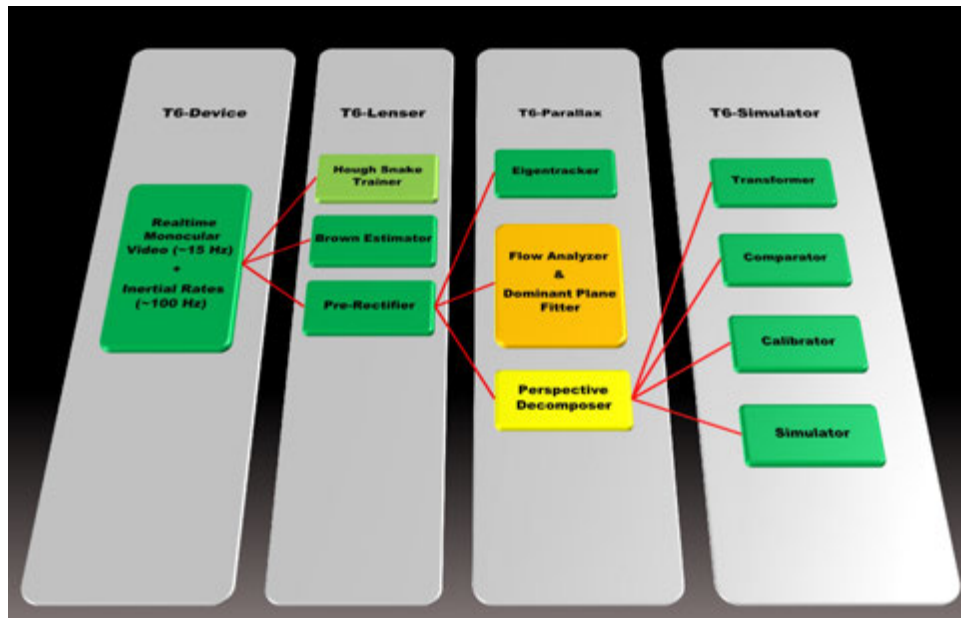 T6-Device
Realtime
Monocular
Video (~15 Hz)
+
Inertial Rates
(~100 Hz)
T6-Lenser
Hough Snake
Trainer
Brown Estimator
Pre-Rectifier
T6-Parallax
Eigentracker
Flow Analyzer
&
Dominant Plane
Fitter
Perspective
Decomposer
T6-Simulator
Transformer
Comparator
Calibrator
Simulator